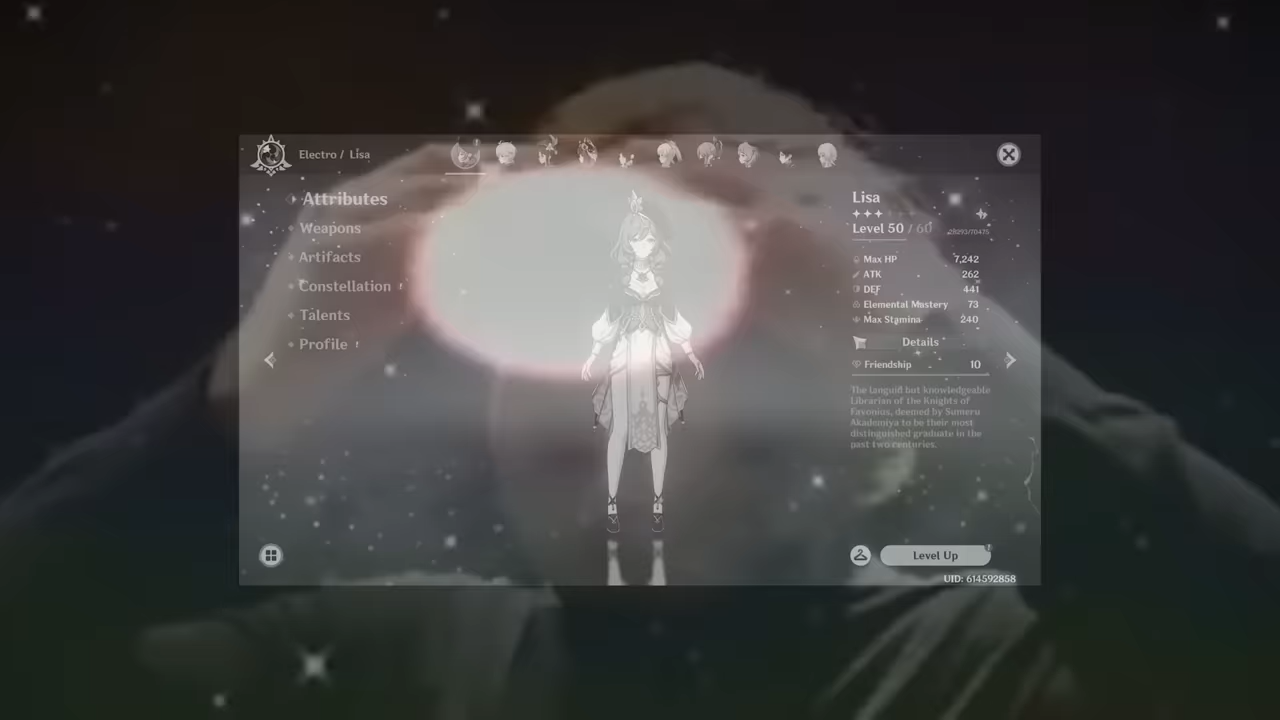 Electro / Lisa
Attributes
Weapons
Artifacts
Constellation
Talents
Profile
Lisa
Level 50 / 60
28293/70475
Max HP 7,242
ATK 262
DEF 441
Elemental Mastery 73
Max Stamina 240
Details
Friendship 10
The languid but knowledgeable
Librarian of the Knights of
Favonius, deemed by Sumeru
Akademiya to be their most
distinguished graduate in the
past two centuries.
Level Up
UID: 614592858